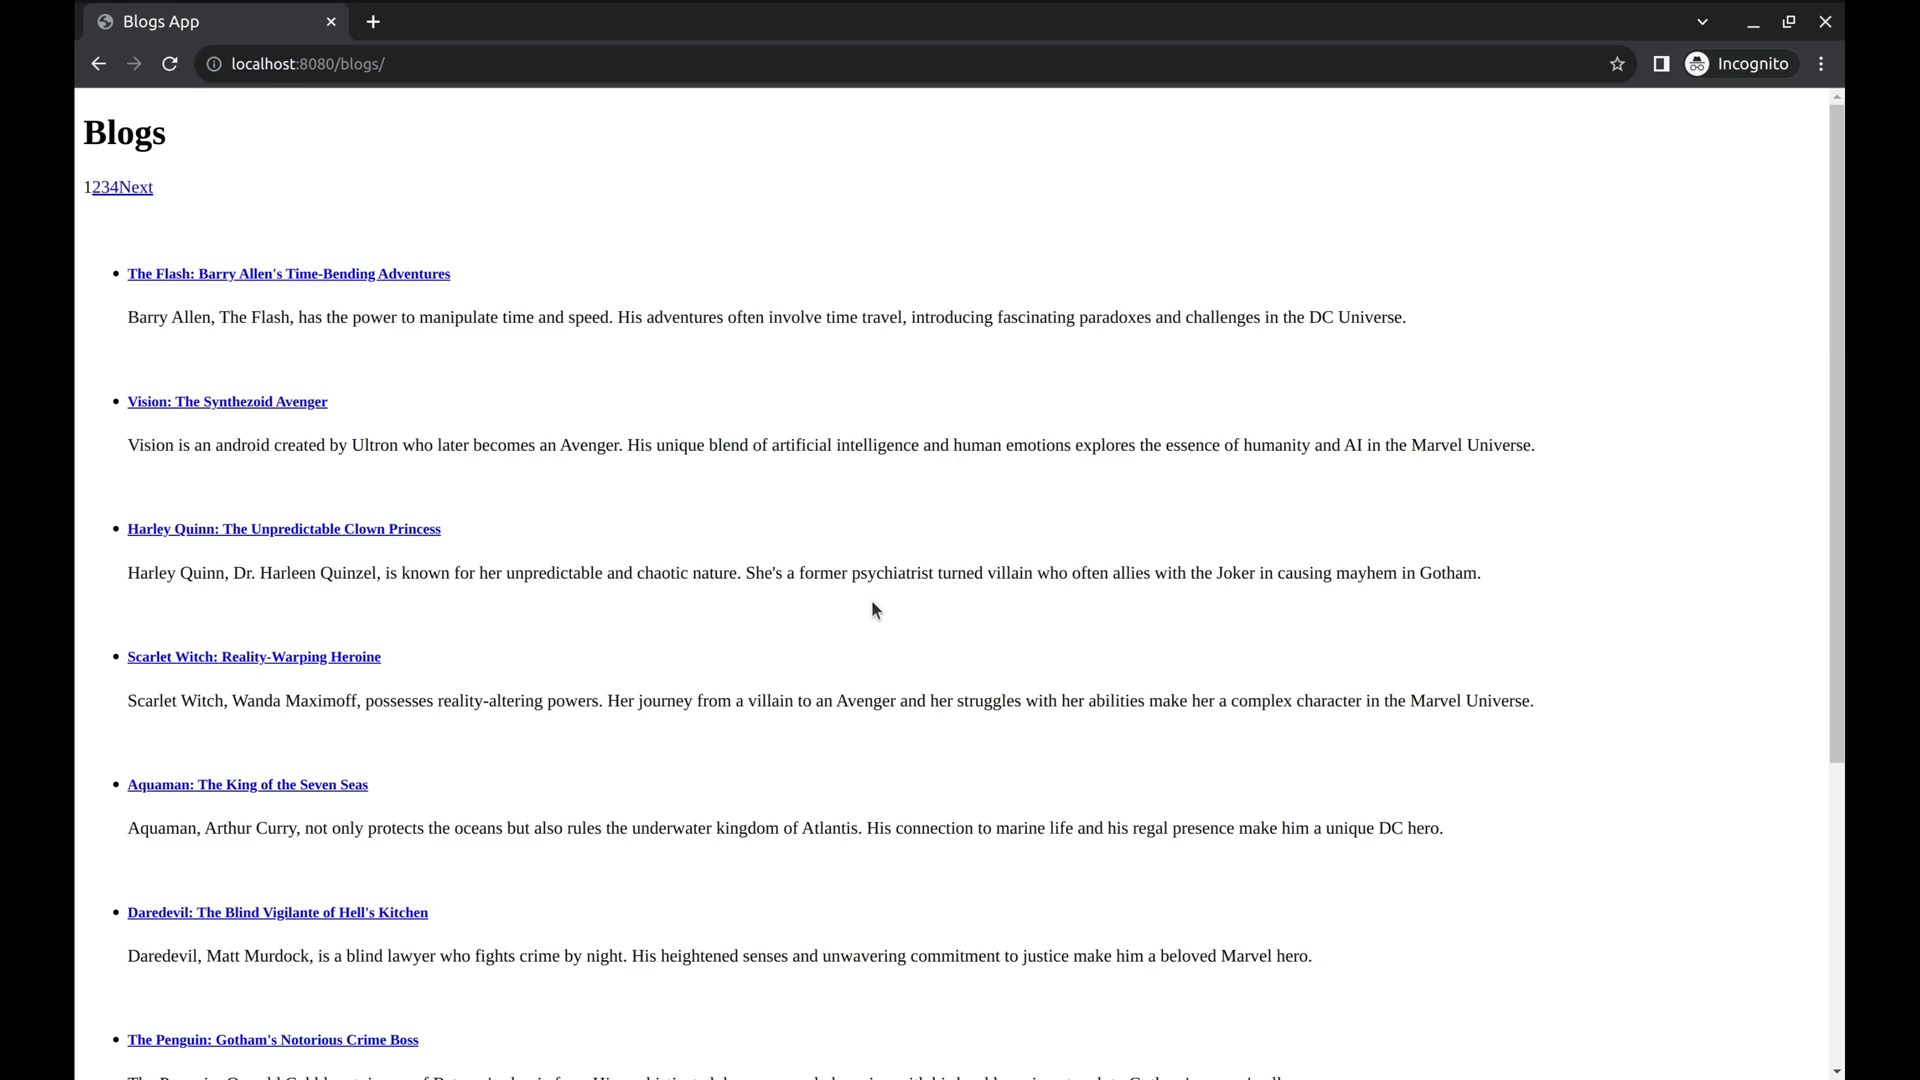 Blogs App
localhost:8080/blogs/
Incognito
Blogs
1234Next
The Flash: Barry Allen's Time-Bending Adventures
Barry Allen, The Flash, has the power to manipulate time and speed. His adventures often involve time travel, introducing fascinating paradoxes and challenges in the DC Universe.
Vision: The Synthezoid Avenger
Vision is an android created by Ultron who later becomes an Avenger. His unique blend of artificial intelligence and human emotions explores the essence of humanity and AI in the Marvel Universe.
Harley Quinn: The Unpredictable Clown Princess
Harley Quinn, Dr. Harleen Quinzel, is known for her unpredictable and chaotic nature. She's a former psychiatrist turned villain who often allies with the Joker in causing mayhem in Gotham.
Scarlet Witch: Reality-Warping Heroine
Scarlet Witch, Wanda Maximoff, possesses reality-altering powers. Her journey from a villain to an Avenger and her struggles with her abilities make her a complex character in the Marvel Universe.
Aquaman: The King of the Seven Seas
Aquaman, Arthur Curry, not only protects the oceans but also rules the underwater kingdom of Atlantis. His connection to marine life and his regal presence make him a unique DC hero.
Daredevil: The Blind Vigilante of Hell's Kitchen
Daredevil, Matt Murdock, is a blind lawyer who fights crime by night. His heightened senses and unwavering commitment to justice make him a beloved Marvel hero.
The Penguin: Gotham's Notorious Crime Boss